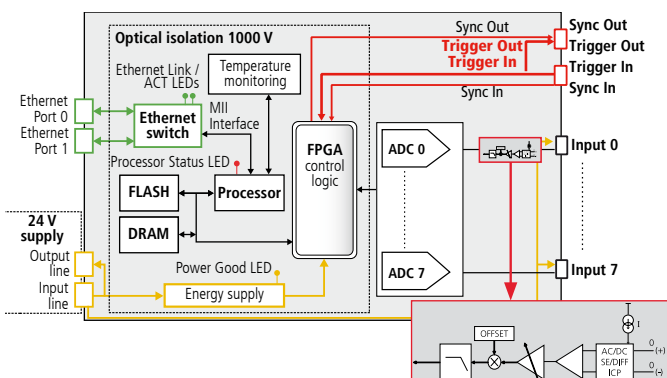 Sync Out
Sync Out
Trigger Out
Trigger Out
Trigger In
Trigger In
Sync In
Sync In
Optical isolation 1000 V
Ethernet Link /
ACT LEDs
Temperature
monitoring
Ethernet
Port 0
Ethernet
Port 1
Ethernet
switch
MII
Interface
FPGA
control
logic
ADC 0
Input 0
Processor Status LED
FLASH
Processor
DRAM
24 V
supply
Output
line
Input
line
Power Good LED
Energy supply
ADC 7
Input 7
I
OFFSET
AC/DC
SE/DIFF
ICP
0
(+)
0
(-)